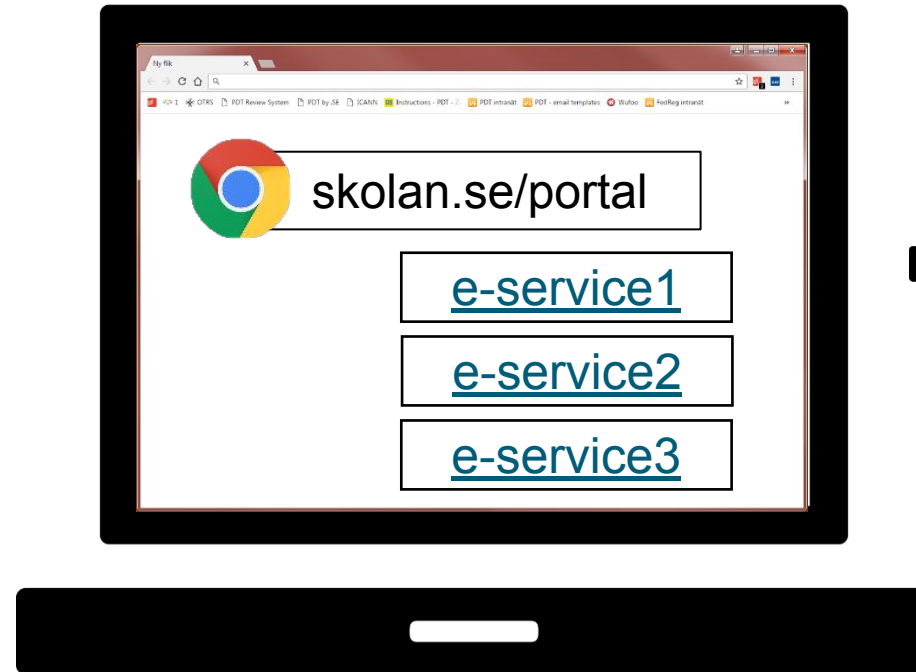 Ny flik
1 OTRS PDT Review System PDT by .SE ICANN Instructions - PDT - Z PDT intranät PDT - email templates Wufoo FedReg intranät
skolan.se/portal
e-service1
e-service2
e-service3